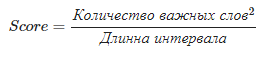 Score = Количество важных слов² / Длинна интервала